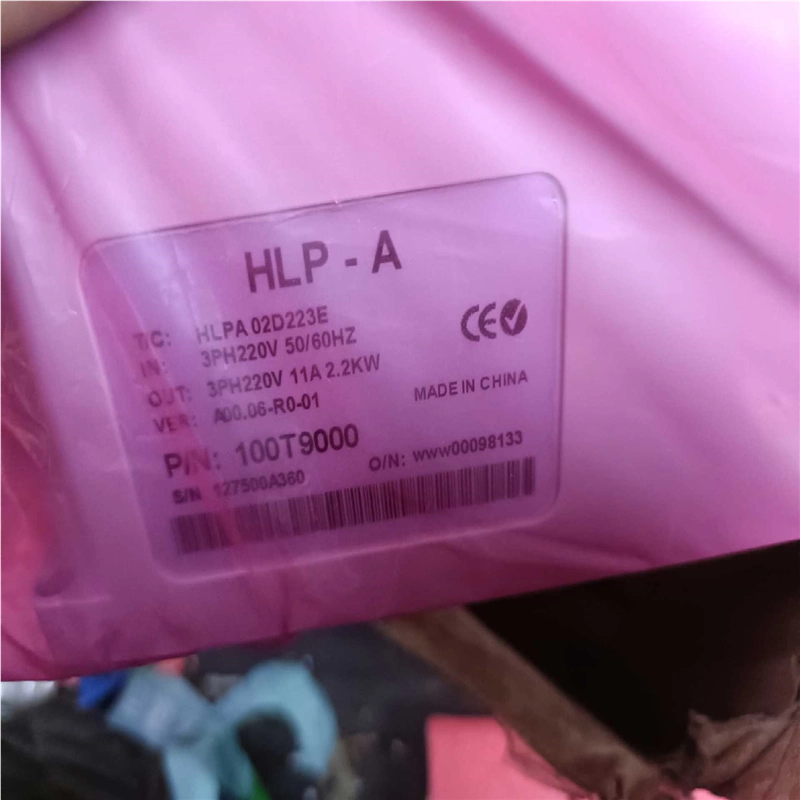 HLP - A
T/C: HLPA 02D223E
IN: 3PH220V 50/60HZ
OUT: 3PH220V 11A 2.2KW
VER: A00.06-R0-01
CE
MADE IN CHINA
P/N: 100T9000
O/N: www00098133
S/N 127500A360